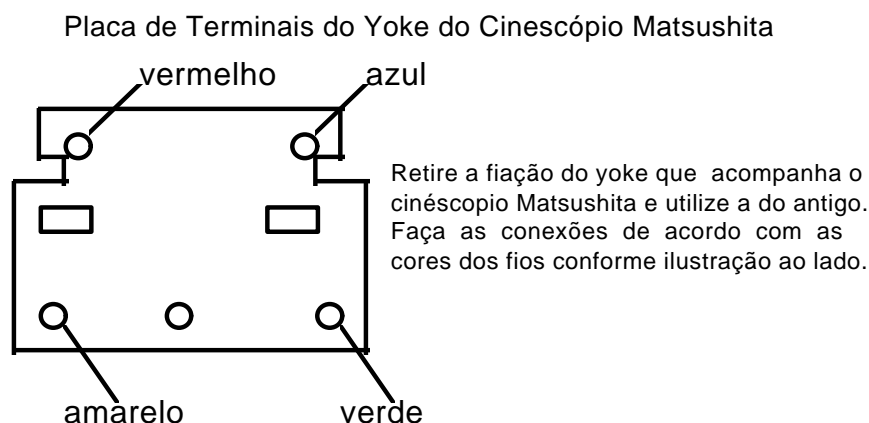 Placa de Terminais do Yoke do Cinescópio Matsushita
vermelho
azul
Retire a fiação do yoke que acompanha o
cinéscopio Matsushita e utilize a do antigo.
Faça as conexões de acordo com as
cores dos fios conforme ilustração ao lado.
amarelo
verde